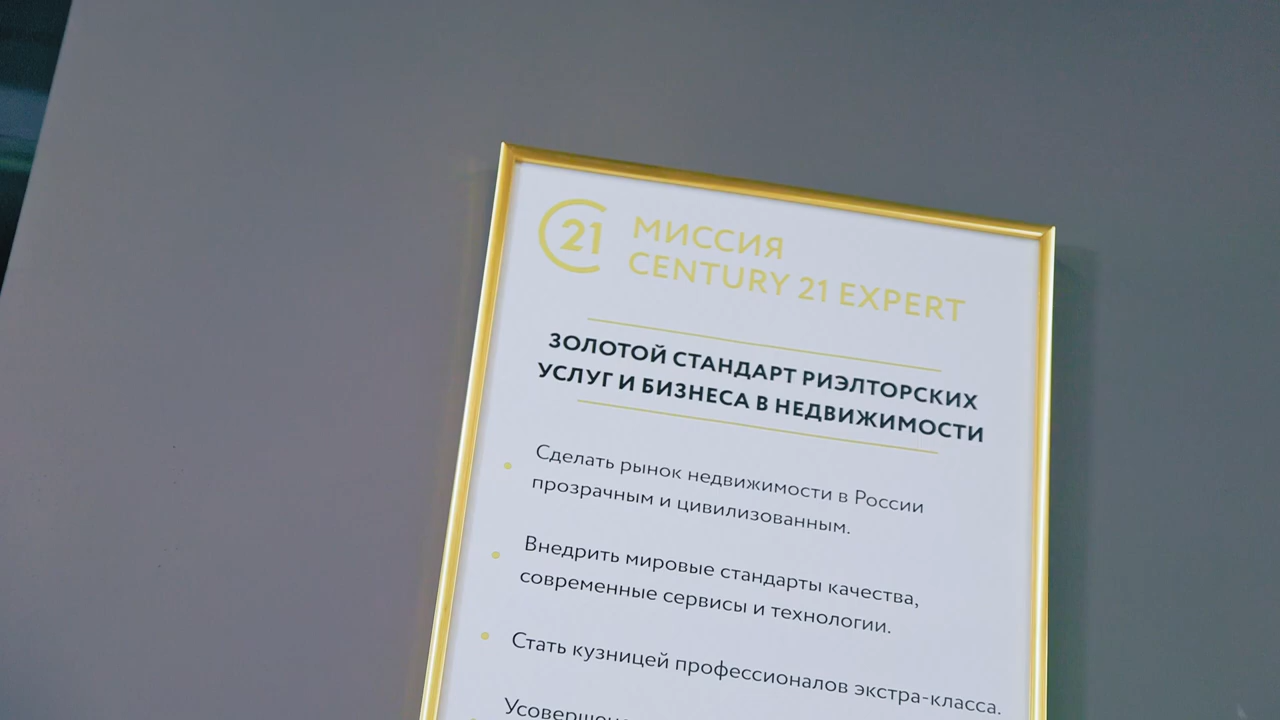 21
МИССИЯ
CENTURY 21 EXPERT
ЗОЛОТОЙ СТАНДАРТ РИЭЛТОРСКИХ
УСЛУГ И БИЗНЕСА В НЕДВИЖИМОСТИ
Сделать рынок недвижимости в России
прозрачным и цивилизованным.
Внедрить мировые стандарты качества,
современные сервисы и технологии.
Стать кузницей профессионалов экстра-класса.